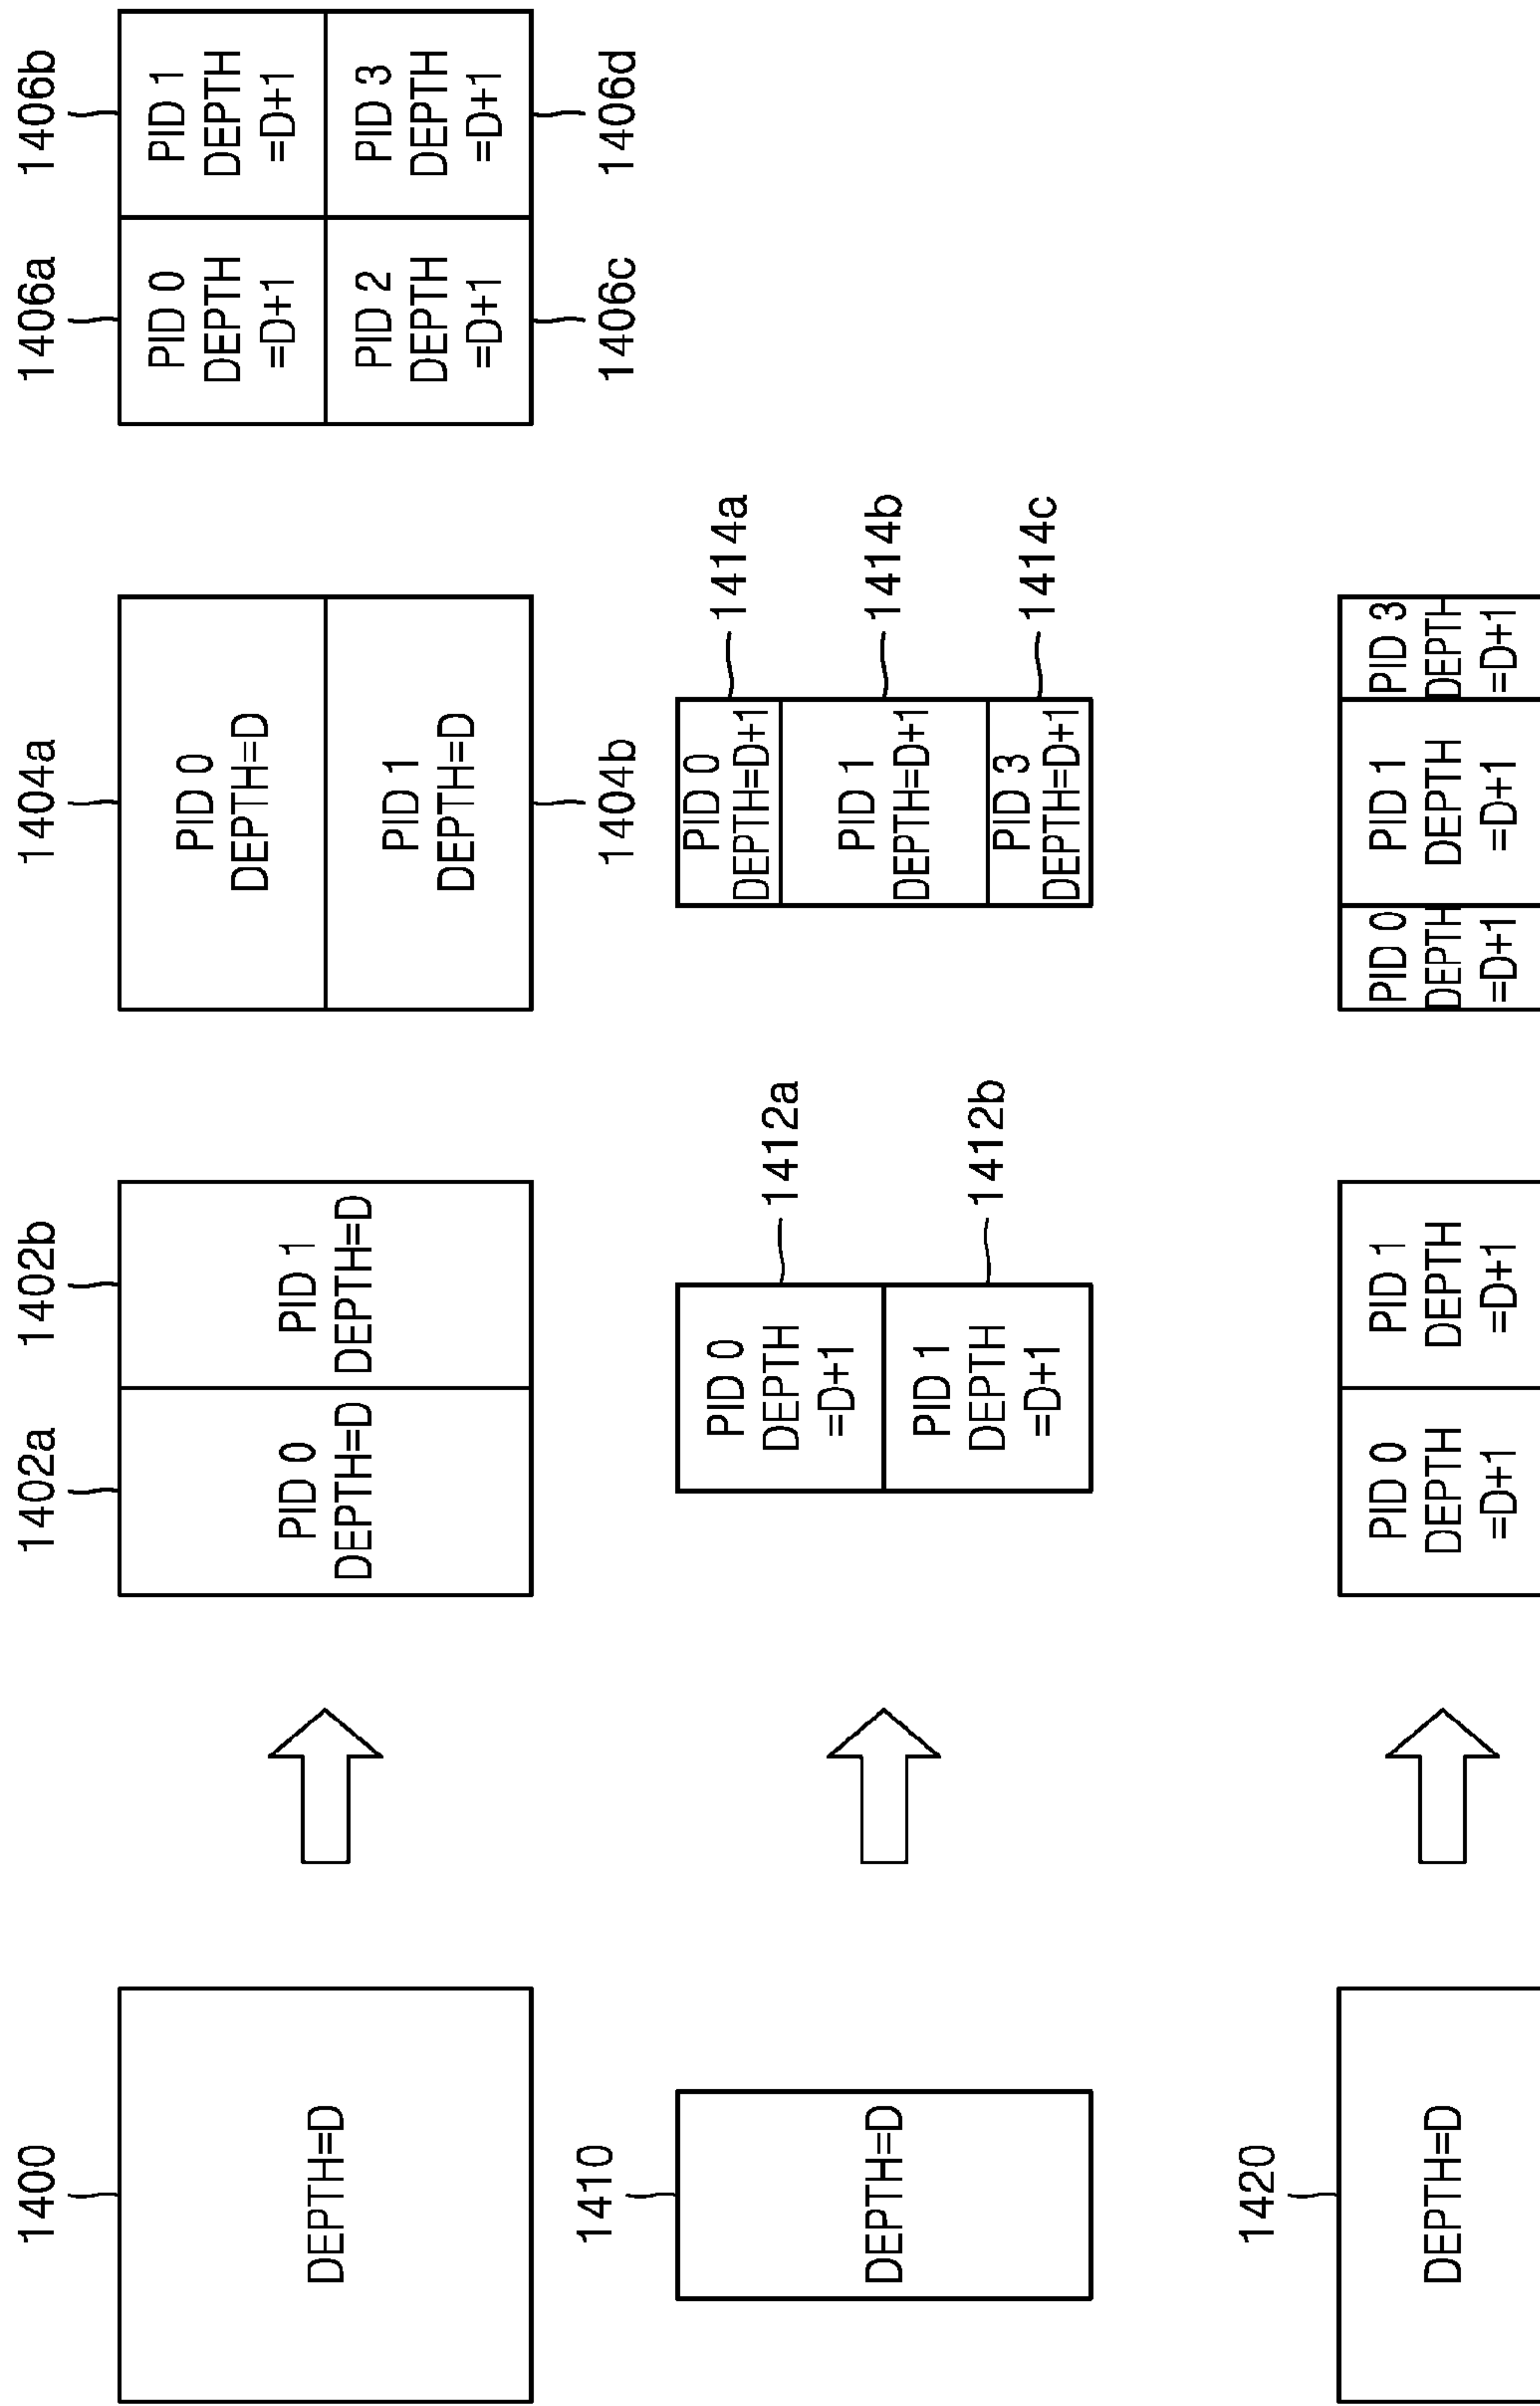 1400
DEPTH=D
1402a
1402b
PID 0
DEPTH=D
PID 1
DEPTH=D
1404a
PID 0
DEPTH=D
PID 1
DEPTH=D
1404b
1406a
1406b
PID 0
DEPTH
=D+1
PID 1
DEPTH
=D+1
PID 2
DEPTH
=D+1
PID 3
DEPTH
=D+1
1406c
1406d
1410
DEPTH=D
PID 0
DEPTH
=D+1
1412a
PID 1
DEPTH
=D+1
1412b
PID 0
DEPTH=D+1
1414a
PID 1
DEPTH=D+1
1414b
PID 3
DEPTH=D+1
1414c
1420
DEPTH=D
PID 0
DEPTH
=D+1
PID 1
DEPTH
=D+1
PID 0
DEPTH
=D+1
PID 1
DEPTH
=D+1
PID 3
DEPTH
=D+1